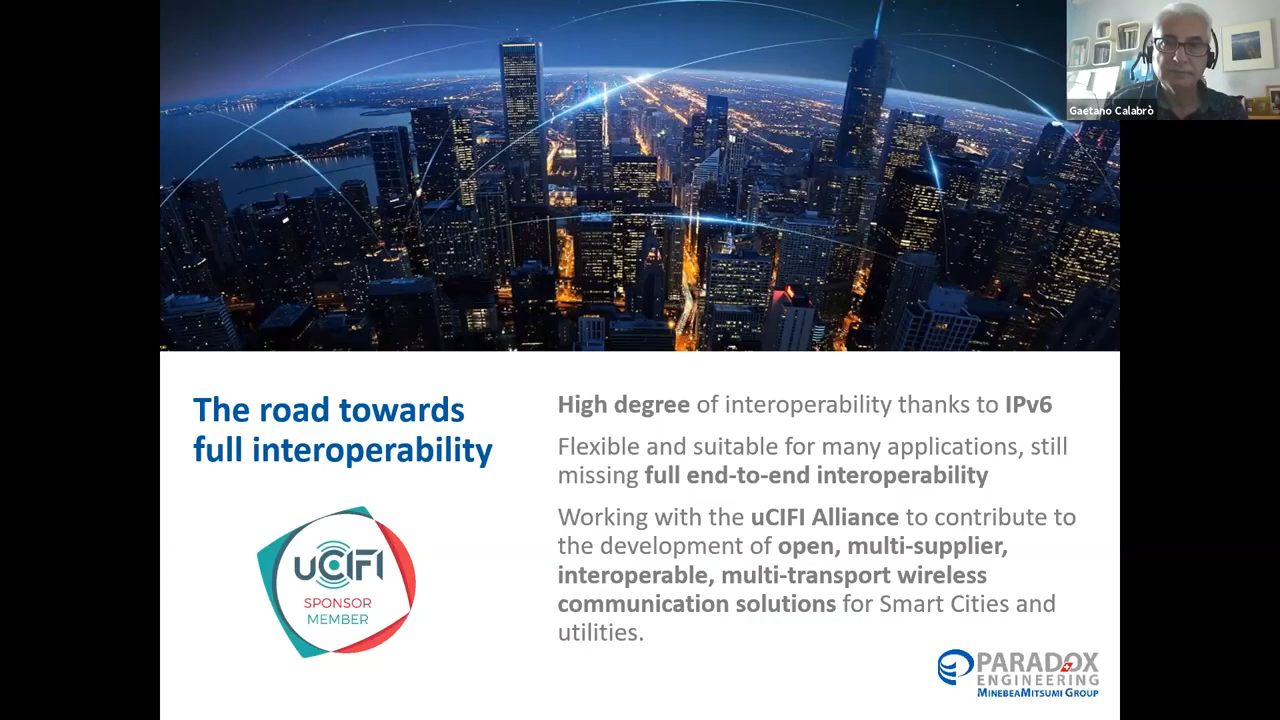 Gaetano Calabrò
The road towards
full interoperability
uCIFI
SPONSOR
MEMBER
High degree of interoperability thanks to IPv6
Flexible and suitable for many applications, still
missing full end-to-end interoperability
Working with the uCIFI Alliance to contribute to
the development of open, multi-supplier,
interoperable, multi-transport wireless
communication solutions for Smart Cities and
utilities.
PARADOX
ENGINEERING
MINEBEAMITSUMI GROUP